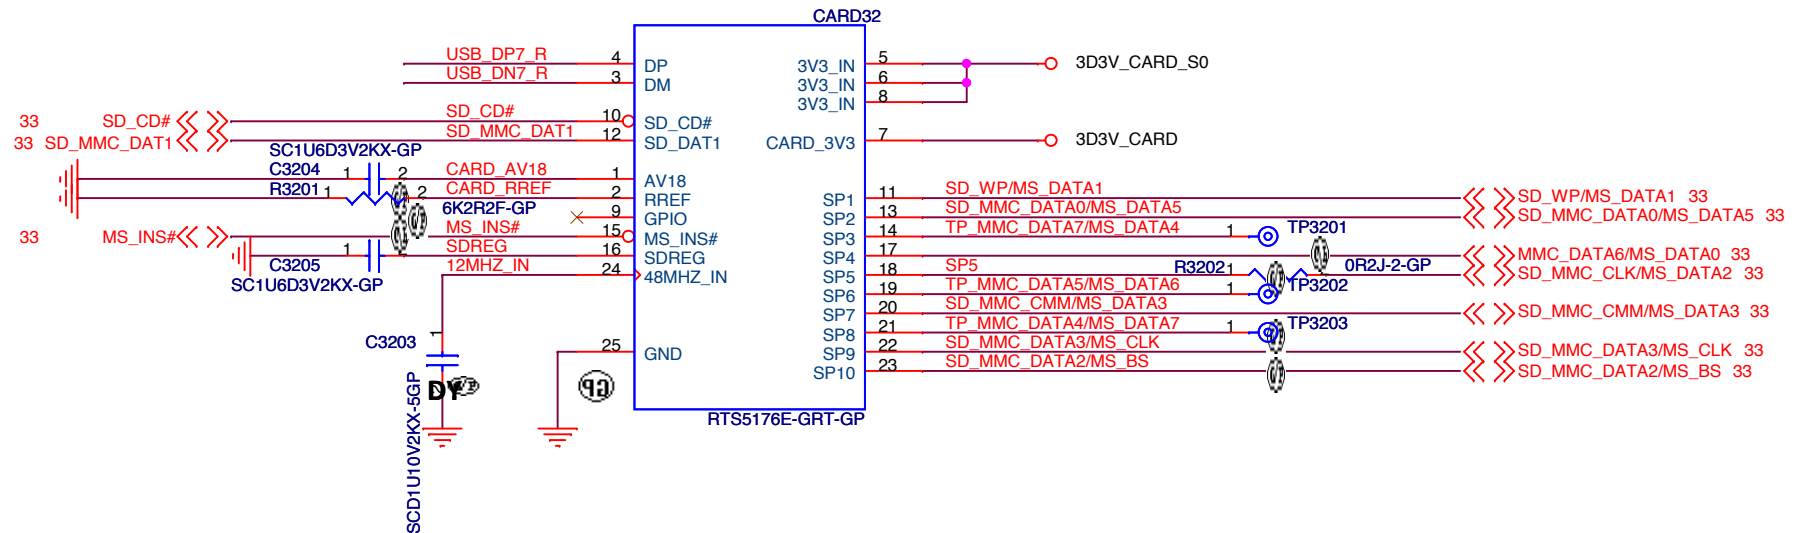 CARD32
USB_DP7_R 4 DP 3V3_IN 5 3D3V_CARD_S0
USB_DN7_R 3 DM 3V3_IN 6
3V3_IN 8
33 SD_CD# SD_CD# 10 SD_CD#
33 SD_MMC_DAT1 SD_MMC_DAT1 12 SD_DAT1 CARD_3V3 7 3D3V_CARD
SC1U6D3V2KX-GP
C3204 1 2 CARD_AV18 1 AV18
R3201 1 2 CARD_RREF 2 RREF SP1 11 SD_WP/MS_DATA1 SD_WP/MS_DATA1 33
6K2R2F-GP 9 GPIO SP2 13 SD_MMC_DATA0/MS_DATA5 SD_MMC_DATA0/MS_DATA5 33
33 MS_INS# MS_INS# 15 MS_INS# SP3 14 TP_MMC_DATA7/MS_DATA4 1 TP3201
1 2 SDREG 16 SDREG SP4 17 MMC_DATA6/MS_DATA0 33
C3205 12MHZ_IN 24 48MHZ_IN SP5 18 SP5 R3202 1 0R2J-2-GP SD_MMC_CLK/MS_DATA2 33
SC1U6D3V2KX-GP
SP6 19 TP_MMC_DATA5/MS_DATA6 1 TP3202
SP7 20 SD_MMC_CMM/MS_DATA3 SD_MMC_CMM/MS_DATA3 33
SP8 21 TP_MMC_DATA4/MS_DATA7 1 TP3203
C3203 1 25 GND SP9 22 SD_MMC_DATA3/MS_CLK SD_MMC_DATA3/MS_CLK 33
SP10 23 SD_MMC_DATA2/MS_BS SD_MMC_DATA2/MS_BS 33
DY
SCD1U10V2KX-5GP
RTS5176E-GRT-GP